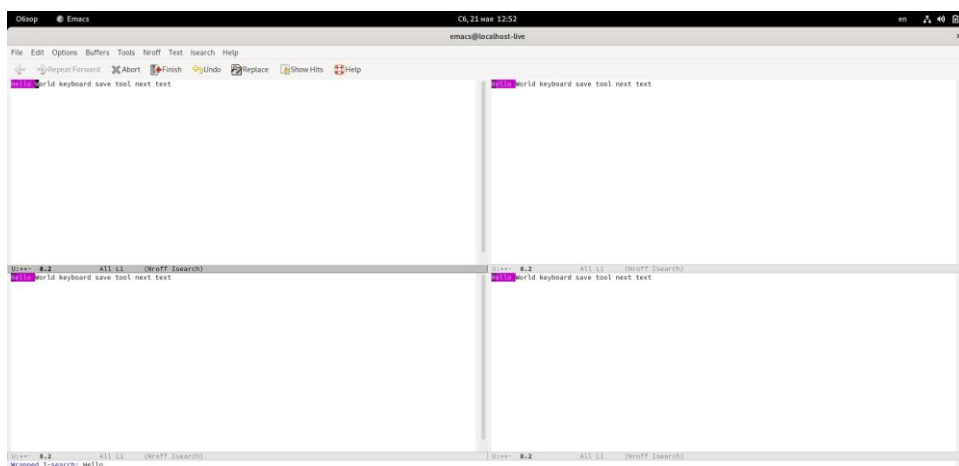 Обзор Emacs Сб, 21 мая 12:52 en
emacs@localhost-live
File Edit Options Buffers Tools Nroff Text Isearch Help
Repeat Forward Abort Finish Undo Replace Show Hits Help
Hello World keyboard save tool next text
Hello World keyboard save tool next text
U:**- 8.2 All L1 (Nroff Isearch)
U:**- 8.2 All L1 (Nroff Isearch)
Hello World keyboard save tool next text
Hello World keyboard save tool next text
U:**- 8.2 All L1 (Nroff Isearch)
U:**- 8.2 All L1 (Nroff Isearch)
Wrapped I-search: Hello